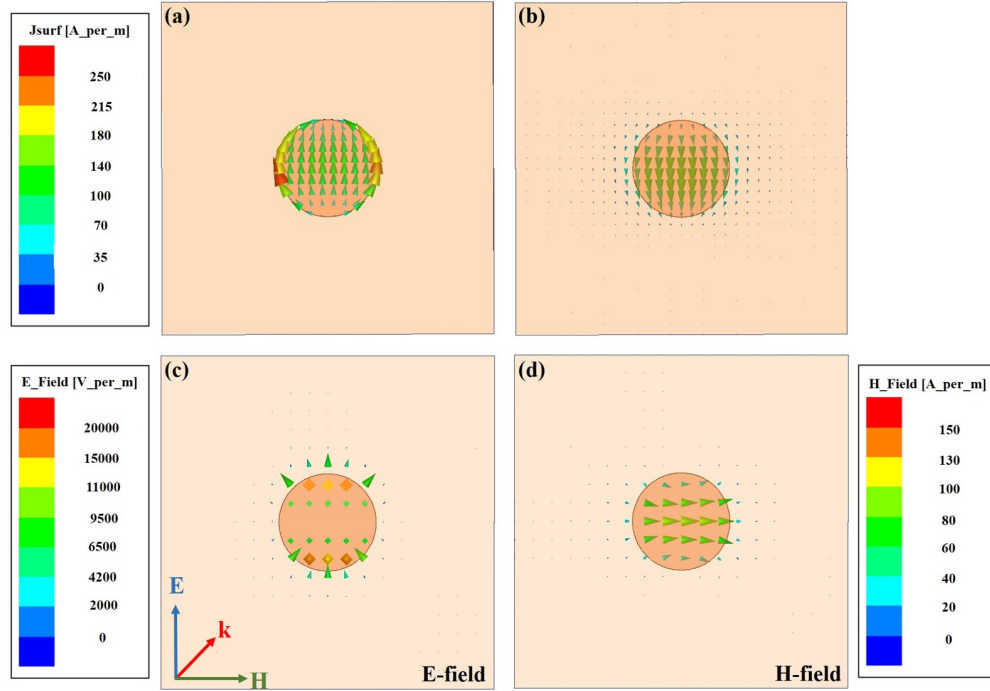 Jsurf [A_per_m]
250
215
180
140
100
70
35
0
(a)
(b)
E_Field [V_per_m]
20000
15000
11000
9500
6500
4200
2000
0
(c)
E
k
H
E-field
(d)
H-field
H_Field [A_per_m]
150
130
100
80
60
40
20
0